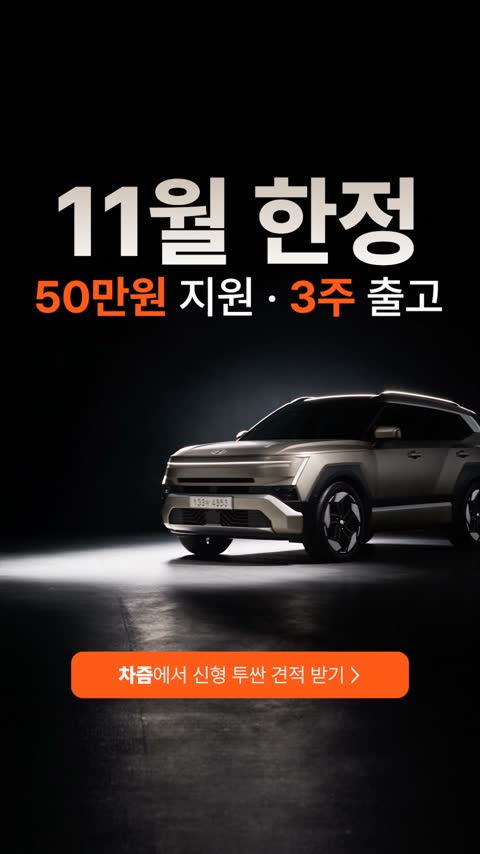 11월 한정
50만원 지원 · 3주 출고
차즘에서 신형 투싼 견적 받기 >